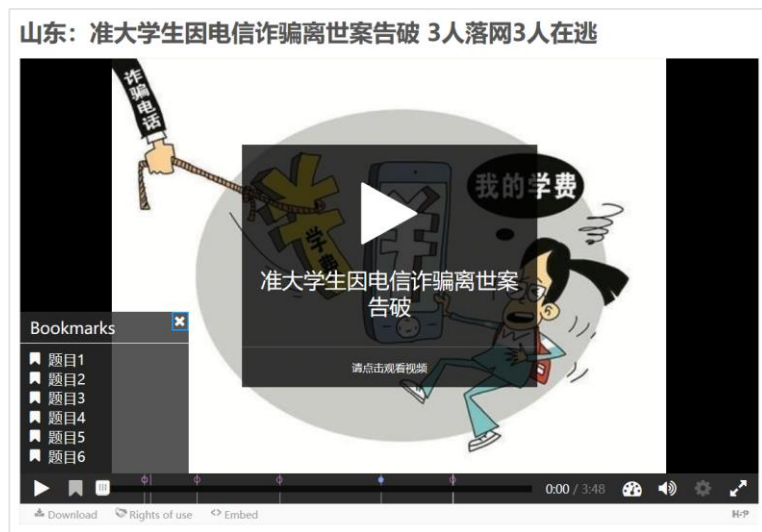 山东：准大学生因电信诈骗离世案告破 3人落网3人在逃
诈骗电话
学费
我的学费
准大学生因电信诈骗离世案
告破
请点击观看视频
Bookmarks
题目1
题目2
题目3
题目4
题目5
题目6
0:00 / 3:48
Download Rights of use Embed
H-P